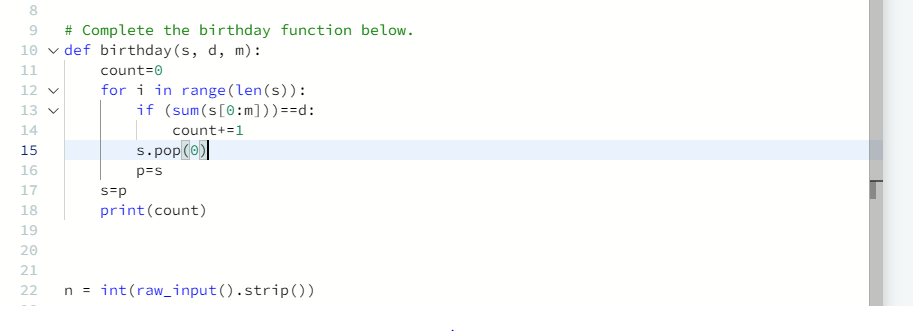 8
9 # Complete the birthday function below.
10 def birthday(s, d, m):
11     count=0
12     for i in range(len(s)):
13         if (sum(s[0:m]))==d:
14             count+=1
15         s.pop(0)
16         p=s
17     s=p
18     print(count)
19
20
21
22 n = int(raw_input().strip())